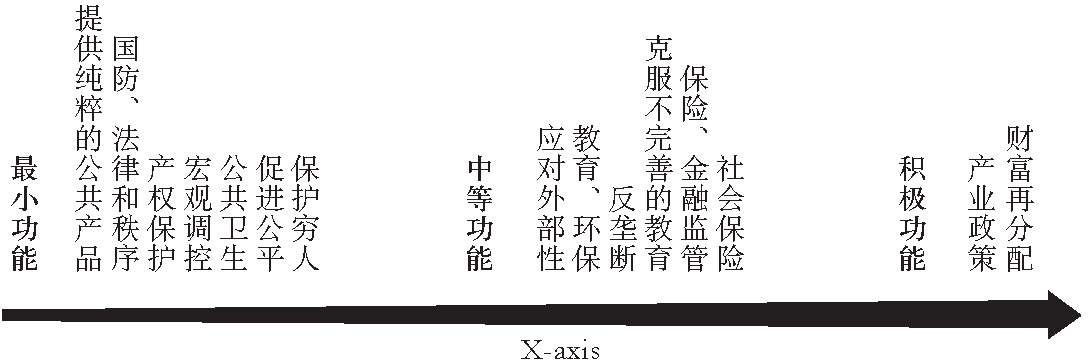 最小功能
提供纯粹的公共产品
国防、法律和秩序
产权保护
宏观调控
公共卫生
促进公平
保护穷人
中等功能
应对外部性
教育、环保
反垄断
克服不完善的教育
保险、金融监管
社会保险
积极功能
产业政策
财富再分配
X-axis